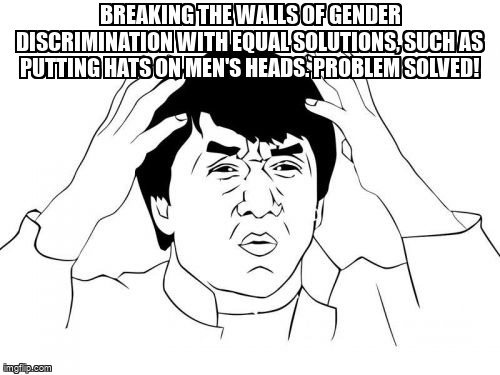 BREAKING THE WALLS OF GENDER
DISCRIMINATION WITH EQUAL SOLUTIONS, SUCH AS
PUTTING HATS ON MEN'S HEADS. PROBLEM SOLVED!
imgflip.com